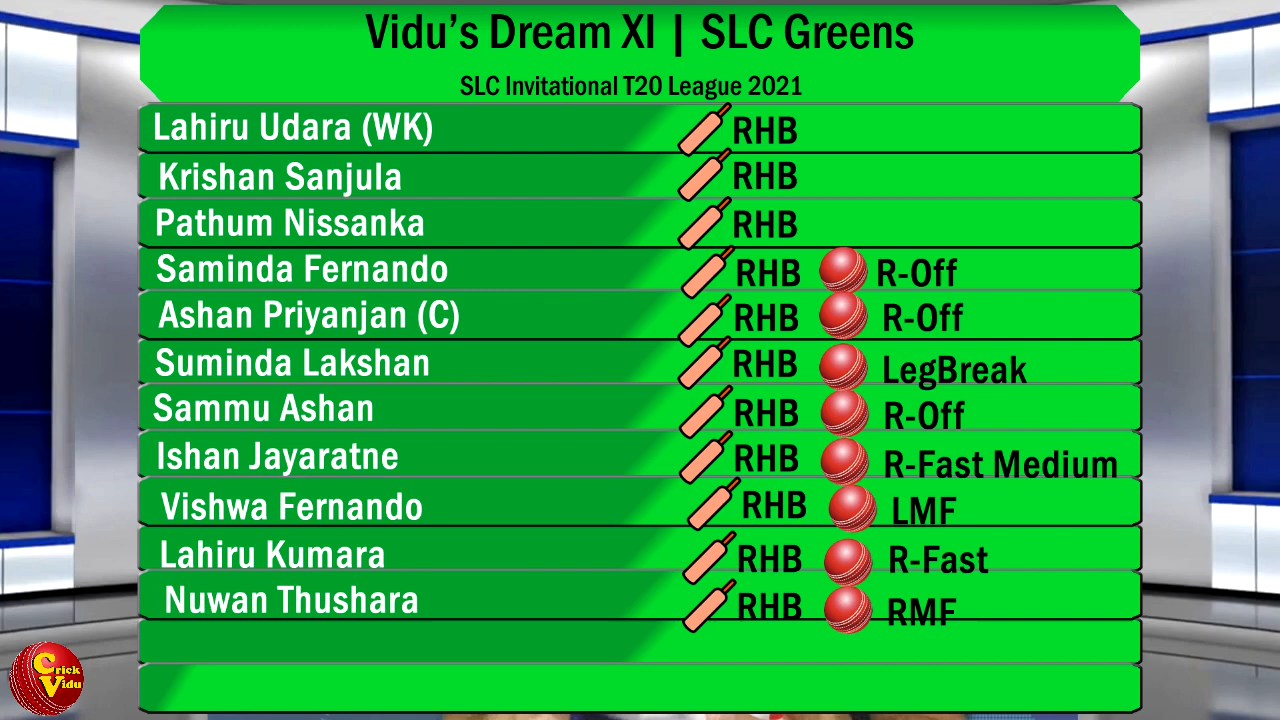 Vidu's Dream XI | SLC Greens
SLC Invitational T20 League 2021
Lahiru Udara (WK) RHB
Krishan Sanjula RHB
Pathum Nissanka RHB
Saminda Fernando RHB R-Off
Ashan Priyanjan (C) RHB R-Off
Suminda Lakshan RHB LegBreak
Sammu Ashan RHB R-Off
Ishan Jayaratne RHB R-Fast Medium
Vishwa Fernando RHB LMF
Lahiru Kumara RHB R-Fast
Nuwan Thushara RHB RMF
Crick
Vidu